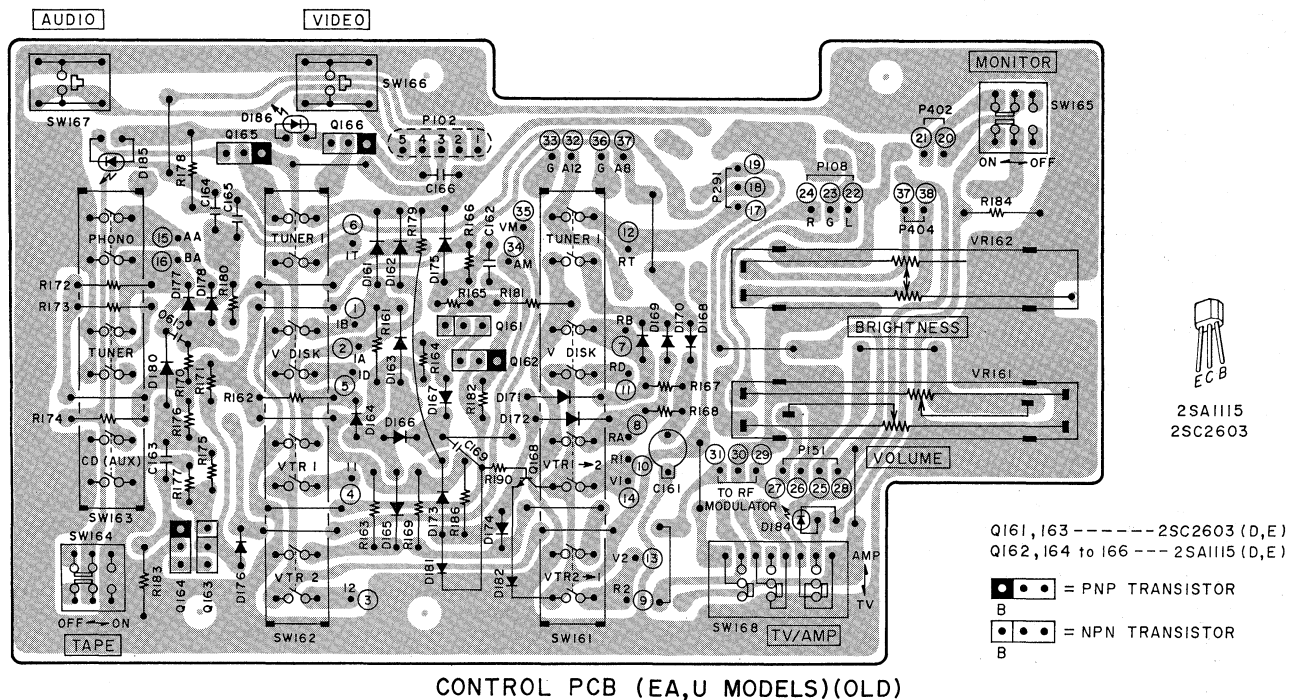 AUDIO
VIDEO
MONITOR
SW167
SW166
SW165
D186
Q165
Q166
P102
5 4 3 2 1
P402
21 20
ON OFF
D185
R178
C164
C165
C166
33 32 36 37
G A12 G A8
P291
19
18
17
P108
24 23 22
R G L
37 38
P404
R184
PHONO
15 AA
16 BA
TUNER 1
6
1T
D161
D162
R179
D175
R166
C162
35
VM
34
AM
TUNER 1
12
RT
VR162
R172
R173
D177
D178
R180
R165
R181
C190
1
1B
R161
Q161
RB
7
D169
D170
D168
BRIGHTNESS
TUNER
D180
R170
R171
V DISK
2
1A
1D
5
D163
R164
Q162
V DISK
RD
11
VR161
R174
R176
R162
D164
D166
D167
R182
D171
D172
R167
R168
8
RA
CD (AUX)
C163
R177
R175
VTR 1
11
4
C169
R190
Q168
VTR1→2
R1
10
V1
14
C161
31 30 29
TO RF
MODULATOR
P151
27 26 25 28
VOLUME
SW163
SW164
R163
D165
R169
D173
R186
D174
D184
R183
Q164
Q163
D176
VTR 2
12
3
D181
D182
VTR2→1
V2
13
R2
9
AMP
TV
OFF ON
TAPE
SW162
SW161
SW168
TV/AMP
E C B
2SA1115
2SC2603
Q161,163 ------- 2SC2603 (D,E)
Q162,164 to 166 --- 2SA1115 (D,E)
= PNP TRANSISTOR
B
= NPN TRANSISTOR
B
CONTROL PCB (EA,U MODELS)(OLD)